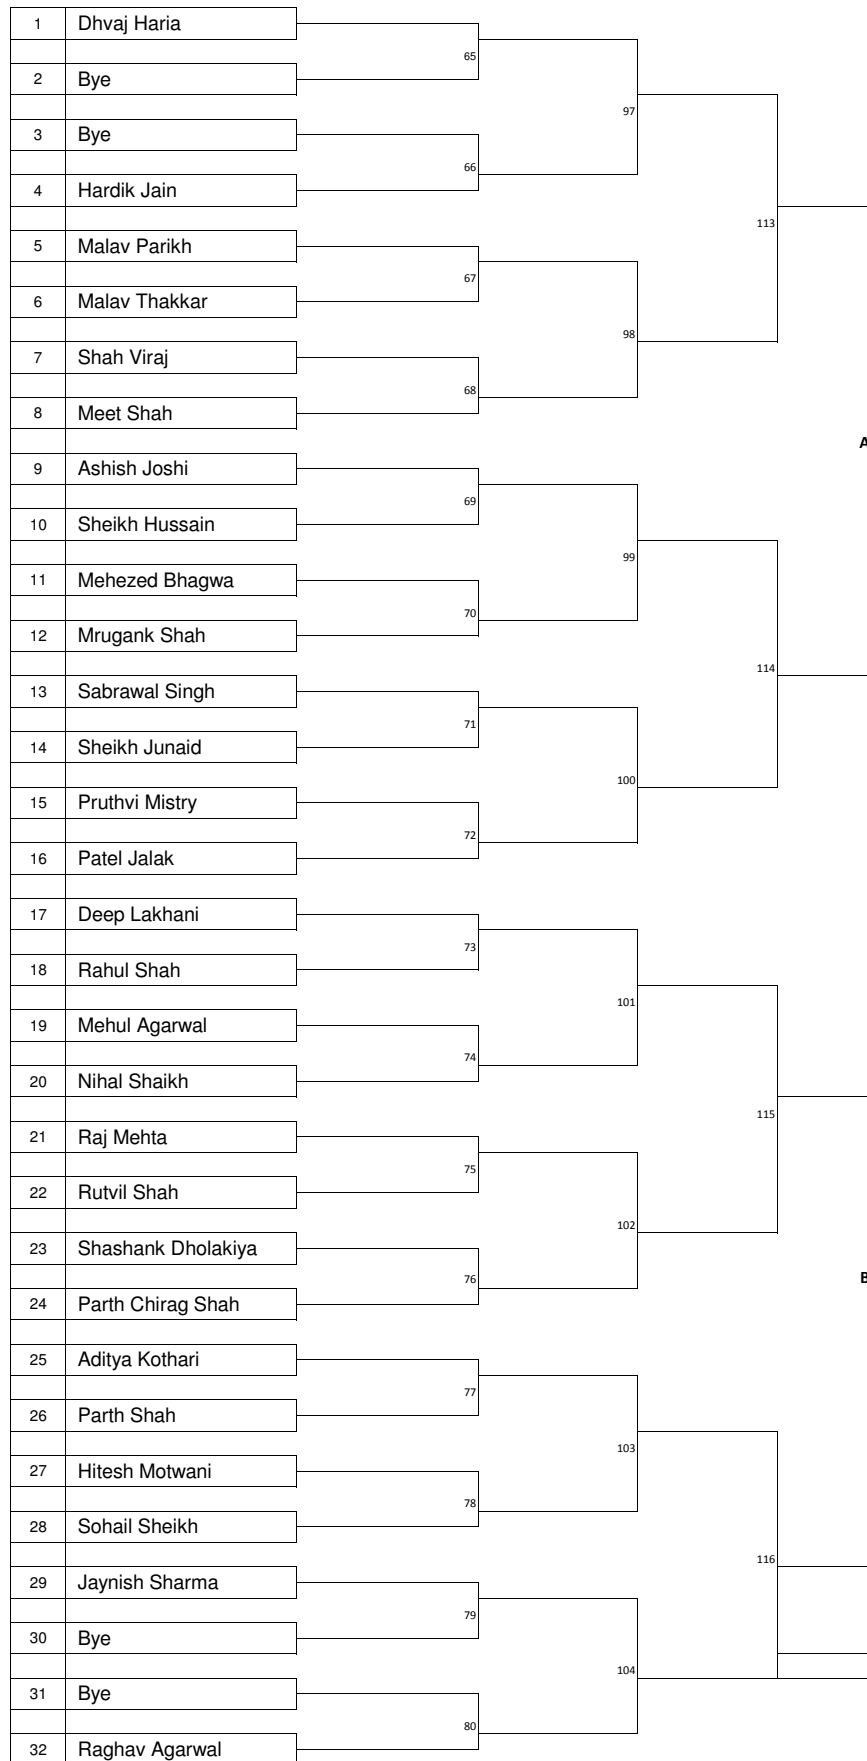 1 Dhvaj Haria
65
2 Bye
97
3 Bye
66
4 Hardik Jain
113
5 Malav Parikh
67
6 Malav Thakkar
98
7 Shah Viraj
68
8 Meet Shah
A
9 Ashish Joshi
69
10 Sheikh Hussain
99
11 Mehezed Bhagwa
70
12 Mrugank Shah
114
13 Sabrawal Singh
71
14 Sheikh Junaid
100
15 Pruthvi Mistry
72
16 Patel Jalak
17 Deep Lakhani
73
18 Rahul Shah
101
19 Mehul Agarwal
74
20 Nihal Shaikh
115
21 Raj Mehta
75
22 Rutvil Shah
102
23 Shashank Dholakiya
76
B
24 Parth Chirag Shah
25 Aditya Kothari
77
26 Parth Shah
103
27 Hitesh Motwani
78
28 Sohail Sheikh
116
29 Jaynish Sharma
79
30 Bye
104
31 Bye
80
32 Raghav Agarwal